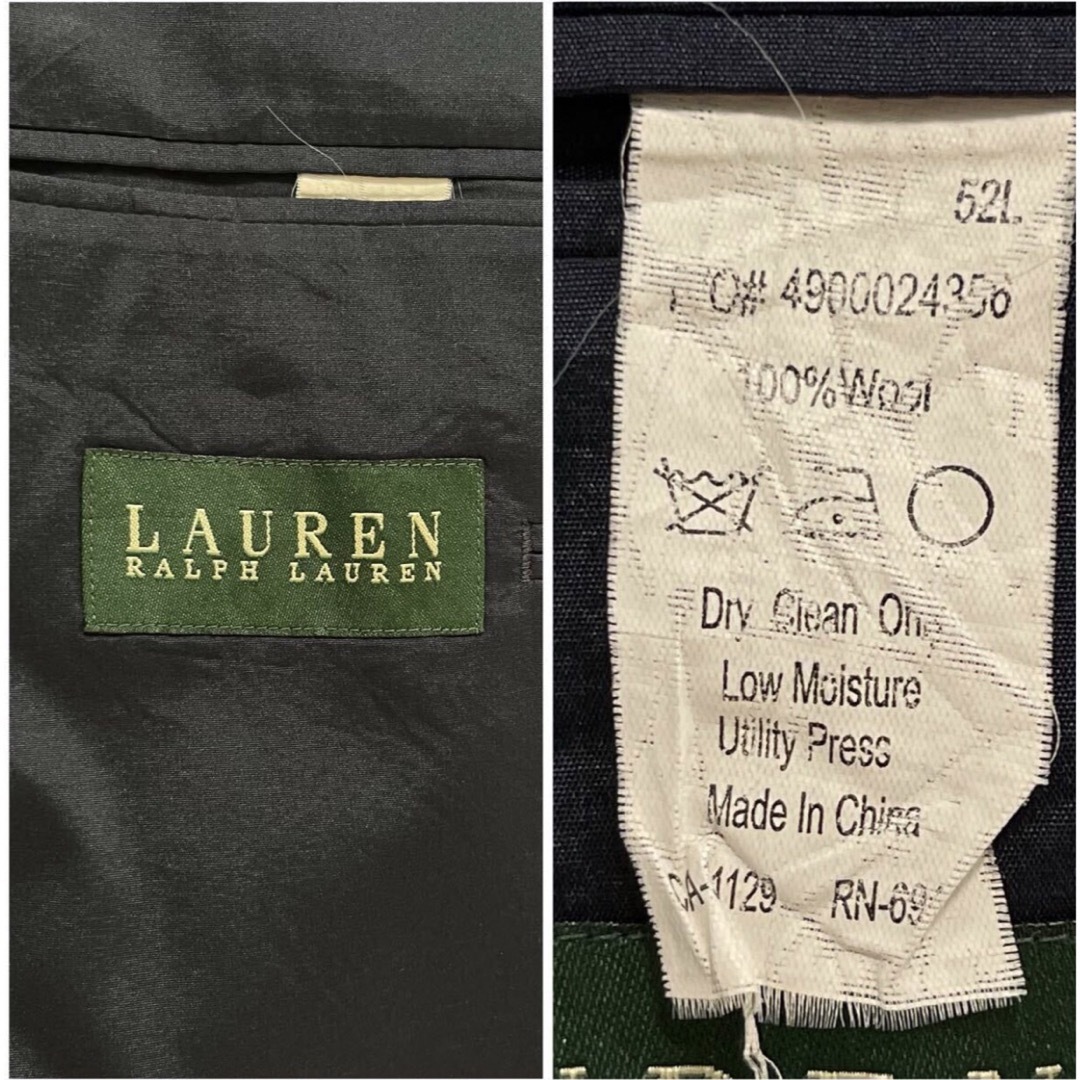 LAUREN
RALPH LAUREN
52L
4900024356
100% Wool
Dry Clean
Low Moisture
Utility Press
Made In China
CA-1129 RN-69